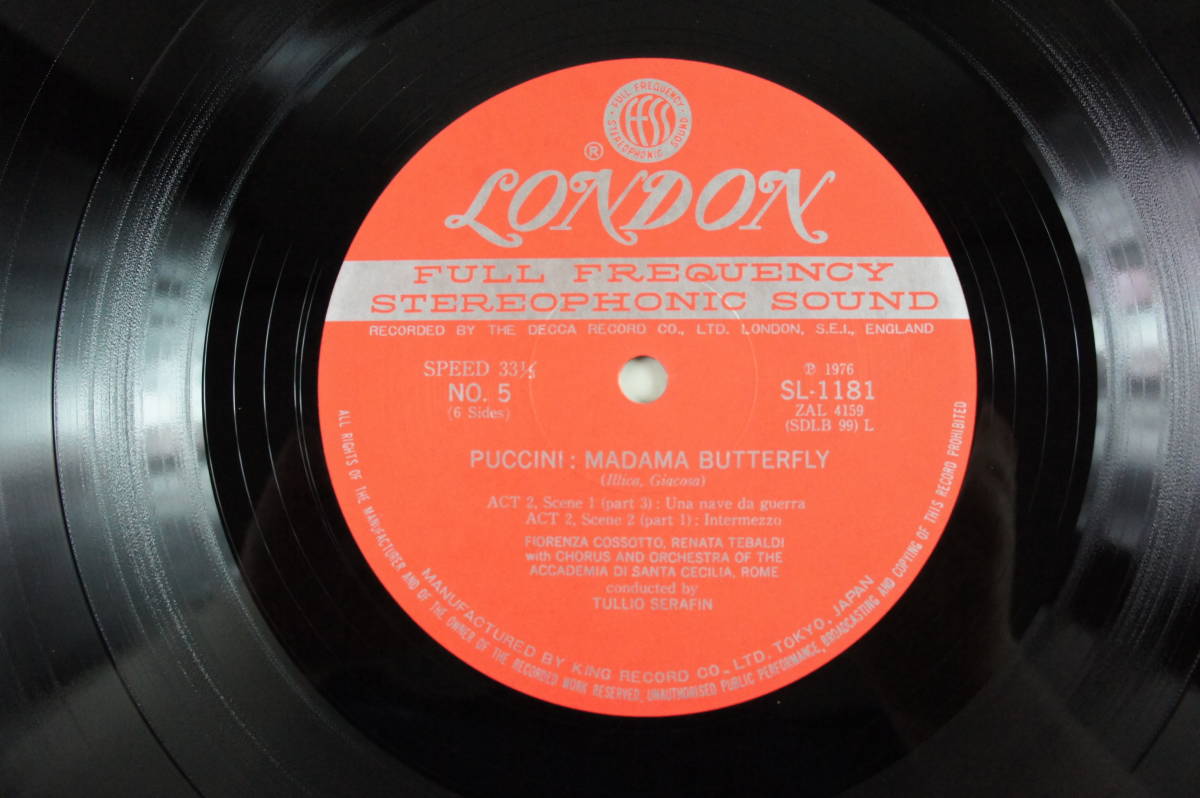 FULL FREQUENCY
STEREOPHONIC SOUND
FFSS
®
LONDON
FULL FREQUENCY
STEREOPHONIC SOUND
RECORDED BY THE DECCA RECORD CO., LTD. LONDON, S.E.I., ENGLAND
SPEED 33⅓
NO. 5
(6 Sides)
℗ 1976
SL-1181
ZAL 4159
(SDLB 99) L
PUCCINI : MADAMA BUTTERFLY
(Illica, Giacosa)
ACT 2, Scene 1 (part 3) : Una nave da guerra
ACT 2, Scene 2 (part 1) : Intermezzo
FIORENZA COSSOTTO, RENATA TEBALDI
with CHORUS AND ORCHESTRA OF THE
ACCADEMIA DI SANTA CECILIA, ROME
conducted by
TULLIO SERAFIN
MANUFACTURED BY KING RECORD CO., LTD. TOKYO, JAPAN
ALL RIGHTS OF THE MANUFACTURER AND OF THE OWNER OF THE RECORDED WORK RESERVED, UNAUTHORISED PUBLIC PERFORMANCE, BROADCASTING AND COPYING OF THIS RECORD PROHIBITED